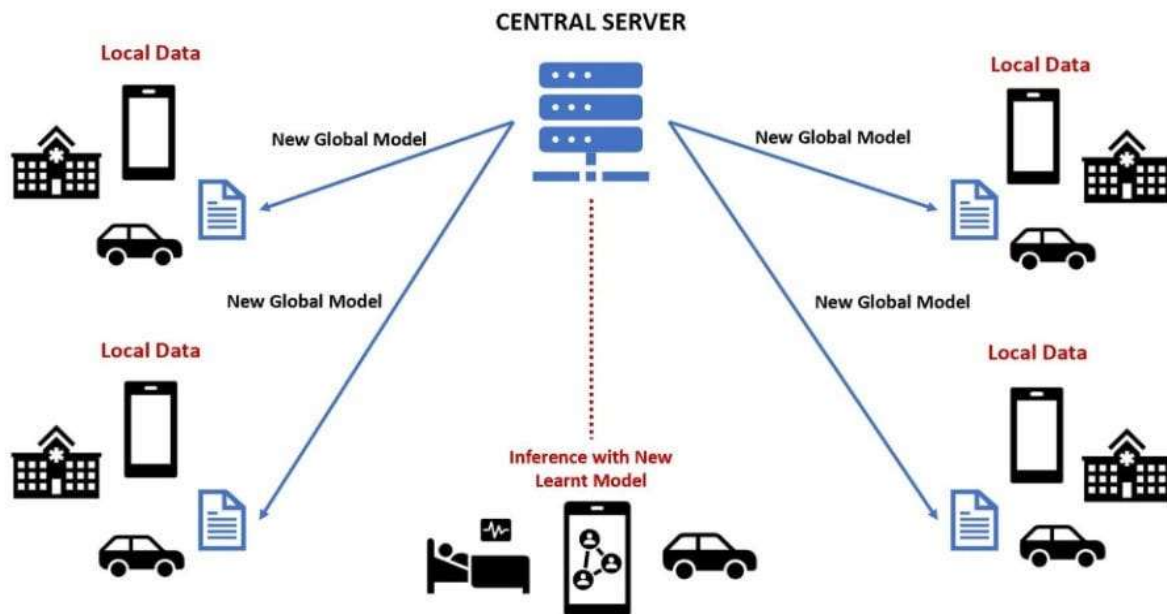 CENTRAL SERVER
Local Data
Local Data
New Global Model
New Global Model
New Global Model
New Global Model
Local Data
Local Data
Inference with New
Learnt Model